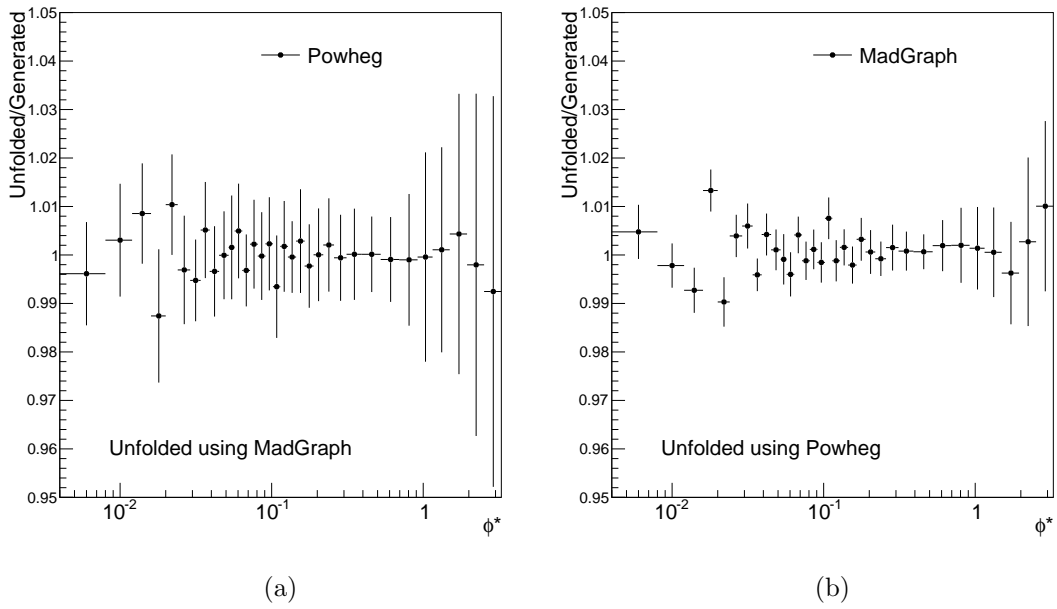 Unfolded/Generated
1.05
1.04
1.03
1.02
1.01
1
0.99
0.98
0.97
0.96
0.95
Powheg
Unfolded using MadGraph
10⁻²
10⁻¹
1
ϕ*
(a)
Unfolded/Generated
1.05
1.04
1.03
1.02
1.01
1
0.99
0.98
0.97
0.96
0.95
MadGraph
Unfolded using Powheg
10⁻²
10⁻¹
1
ϕ*
(b)